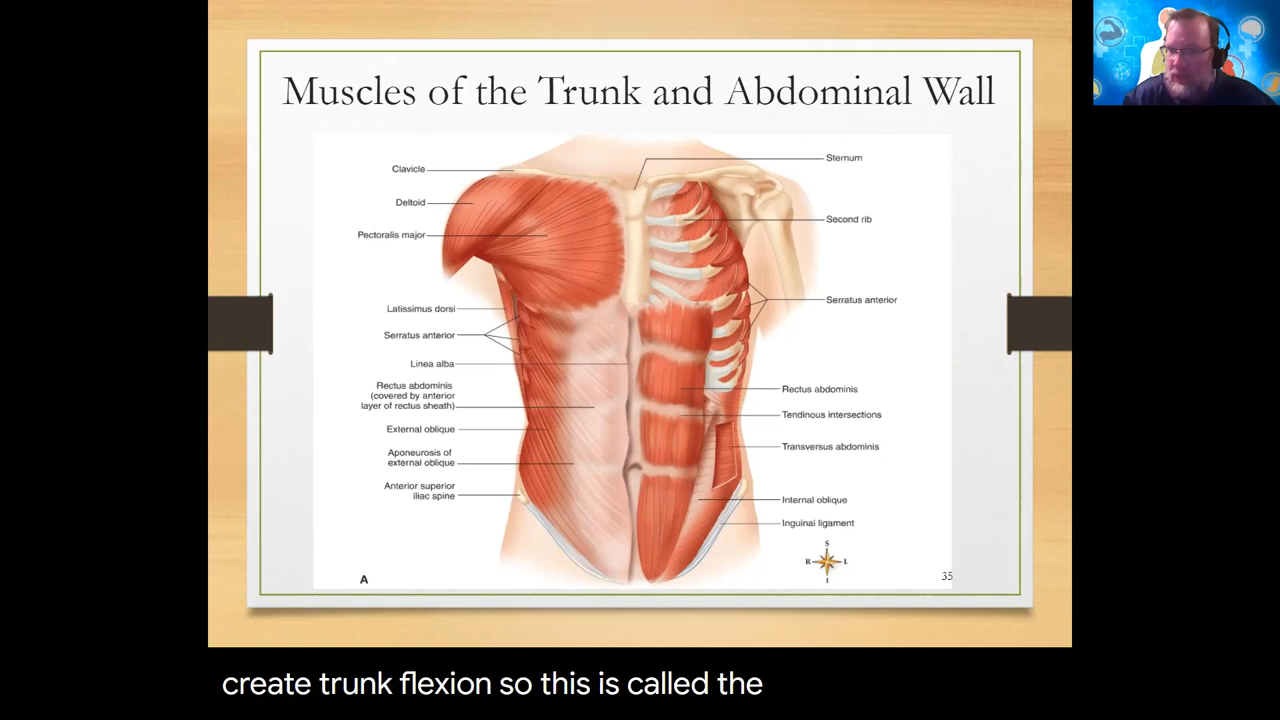 Muscles of the Trunk and Abdominal Wall
Clavicle
Deltoid
Pectoralis major
Latissimus dorsi
Serratus anterior
Linea alba
Rectus abdominis
(covered by anterior
layer of rectus sheath)
External oblique
Aponeurosis of
external oblique
Anterior superior
iliac spine
Sternum
Second rib
Serratus anterior
Rectus abdominis
Tendinous intersections
Transversus abdominis
Internal oblique
Inguinal ligament
S
R L
I
A
35
create trunk flexion so this is called the